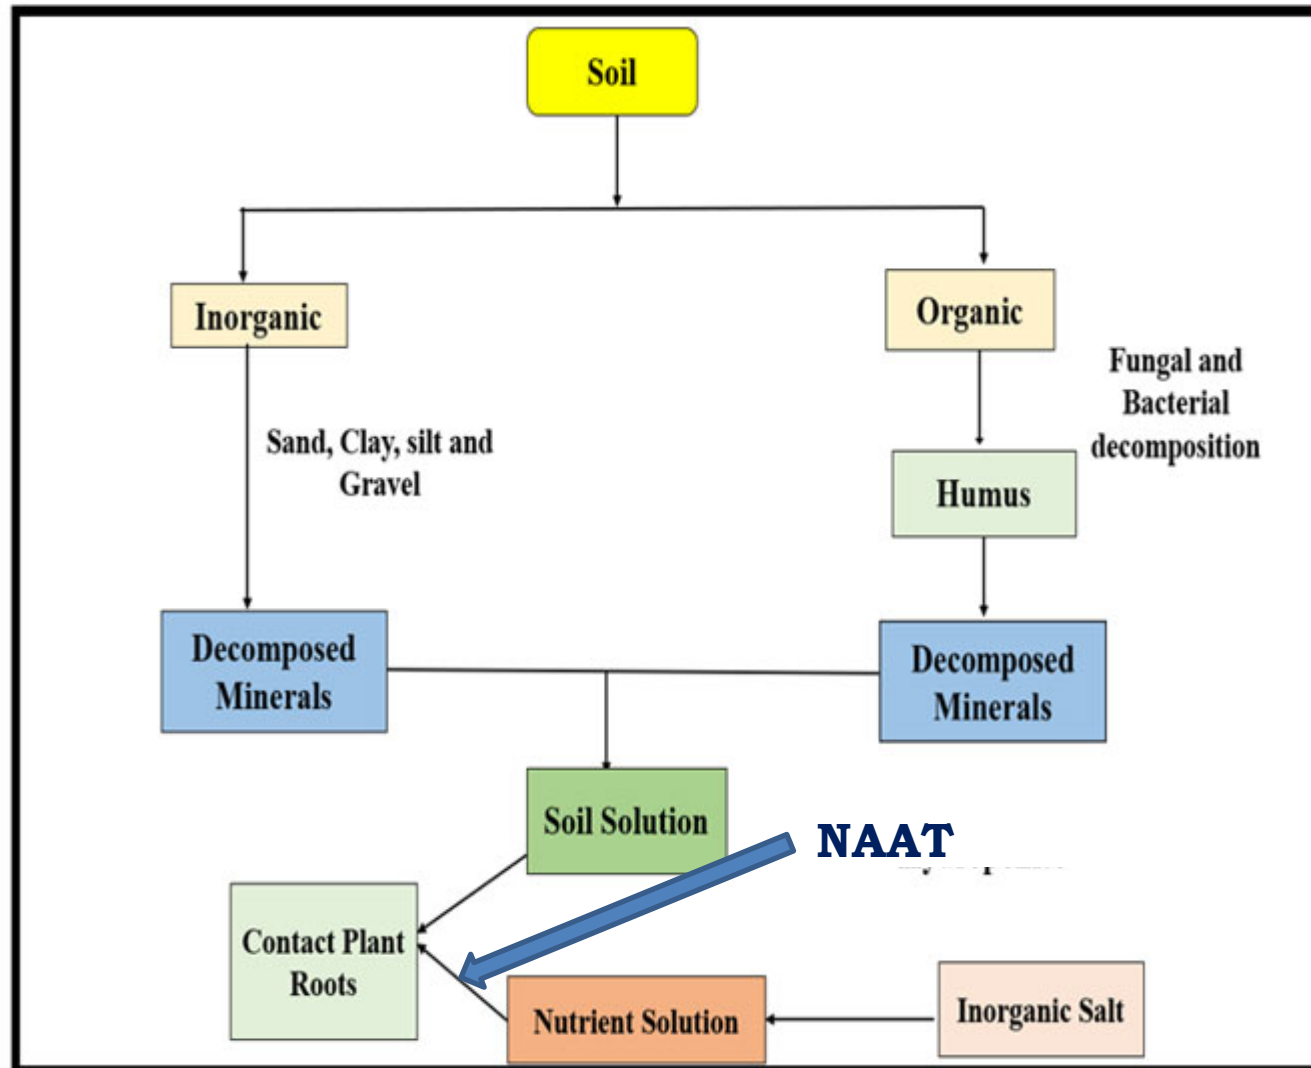 Soil
Inorganic
Organic
Sand, Clay, silt and
Gravel
Fungal and
Bacterial
decomposition
Humus
Decomposed
Minerals
Decomposed
Minerals
Soil Solution
NAAT
Contact Plant
Roots
Nutrient Solution
Inorganic Salt